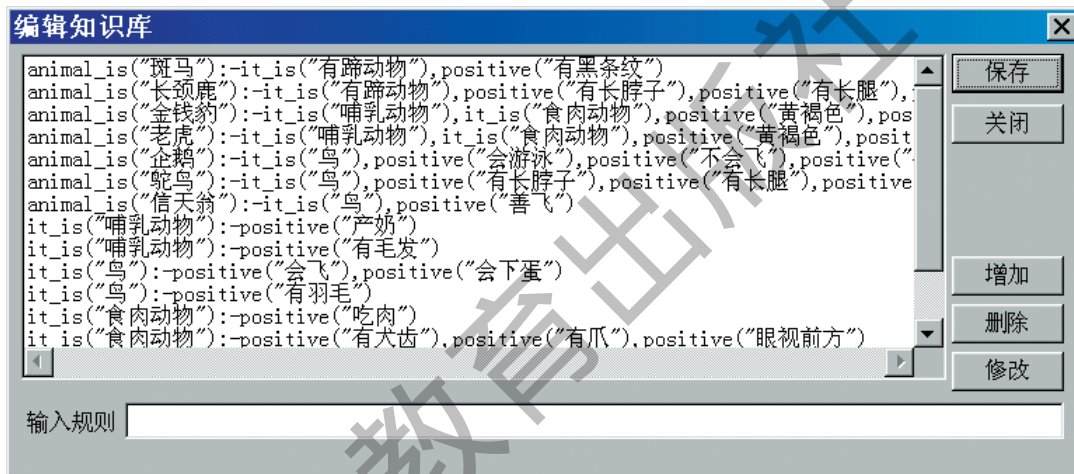 编辑知识库
animal_is("斑马"):-it_is("有蹄动物"),positive("有黑条纹")
animal_is("长颈鹿"):-it_is("有蹄动物"),positive("有长脖子"),positive("有长腿"),
animal_is("金钱豹"):-it_is("哺乳动物"),it_is("食肉动物"),positive("黄褐色"),pos
animal_is("老虎"):-it_is("哺乳动物"),it_is("食肉动物"),positive("黄褐色"),posit
animal_is("企鹅"):-it_is("鸟"),positive("会游泳"),positive("不会飞"),positive("
animal_is("鸵鸟"):-it_is("鸟"),positive("有长脖子"),positive("有长腿"),positive
animal_is("信天翁"):-it_is("鸟"),positive("善飞")
it_is("哺乳动物"):-positive("产奶")
it_is("哺乳动物"):-positive("有毛发")
it_is("鸟"):-positive("会飞"),positive("会下蛋")
it_is("鸟"):-positive("有羽毛")
it_is("食肉动物"):-positive("吃肉")
it_is("食肉动物"):-positive("有犬齿"),positive("有爪"),positive("眼视前方")
保存
关闭
增加
删除
修改
输入规则
教育出版社